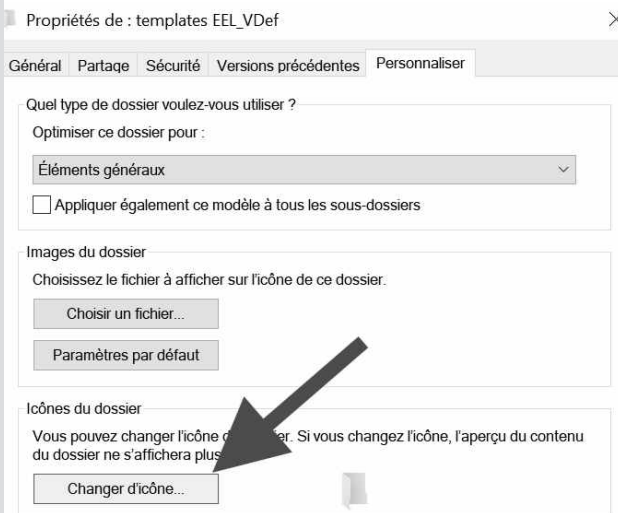 Propriétés de : templates EEL_VDef
Général Partage Sécurité Versions précédentes Personnaliser
Quel type de dossier voulez-vous utiliser ?
Optimiser ce dossier pour :
Éléments généraux
Appliquer également ce modèle à tous les sous-dossiers
Images du dossier
Choisissez le fichier à afficher sur l'icône de ce dossier.
Choisir un fichier...
Paramètres par défaut
Icônes du dossier
Vous pouvez changer l'icône Si vous changez l'icône, l'aperçu du contenu
du dossier ne s'affichera plus
Changer d'icône...